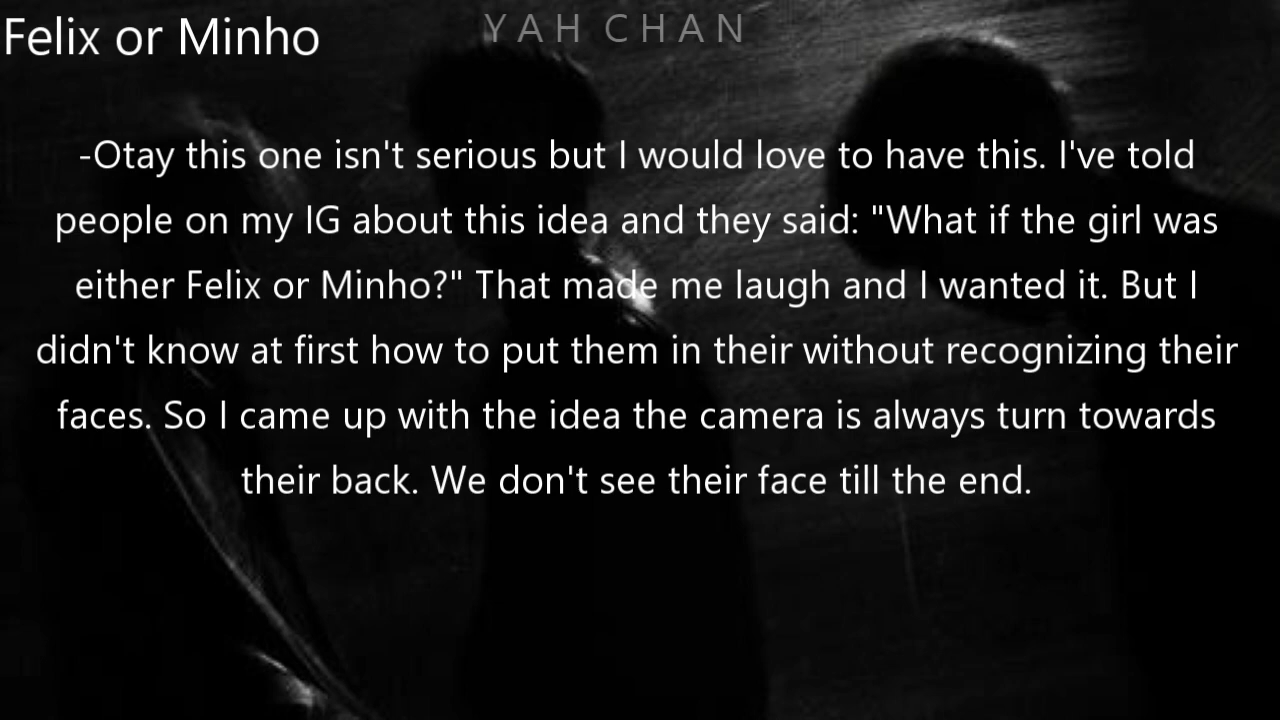 Felix or Minho
YAH CHAN
-Otay this one isn't serious but I would love to have this. I've told
people on my IG about this idea and they said: "What if the girl was
either Felix or Minho?" That made me laugh and I wanted it. But I
didn't know at first how to put them in their without recognizing their
faces. So I came up with the idea the camera is always turn towards
their back. We don't see their face till the end.